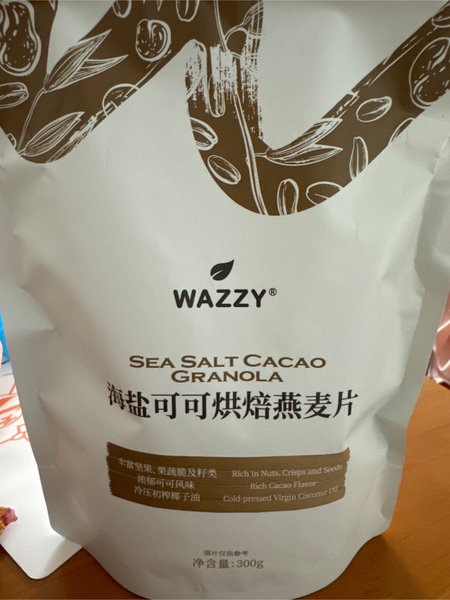 WAZZY®
SEA SALT CACAO
GRANOLA
海盐可可烘焙燕麦片
丰富坚果、果蔬脆及籽类 Rich in Nuts, Crisps and Seeds
浓郁可可风味 Rich Cacao Flavor
冷压初榨椰子油 Cold-pressed Virgin Coconut Oil
图片仅供参考
净含量:300g